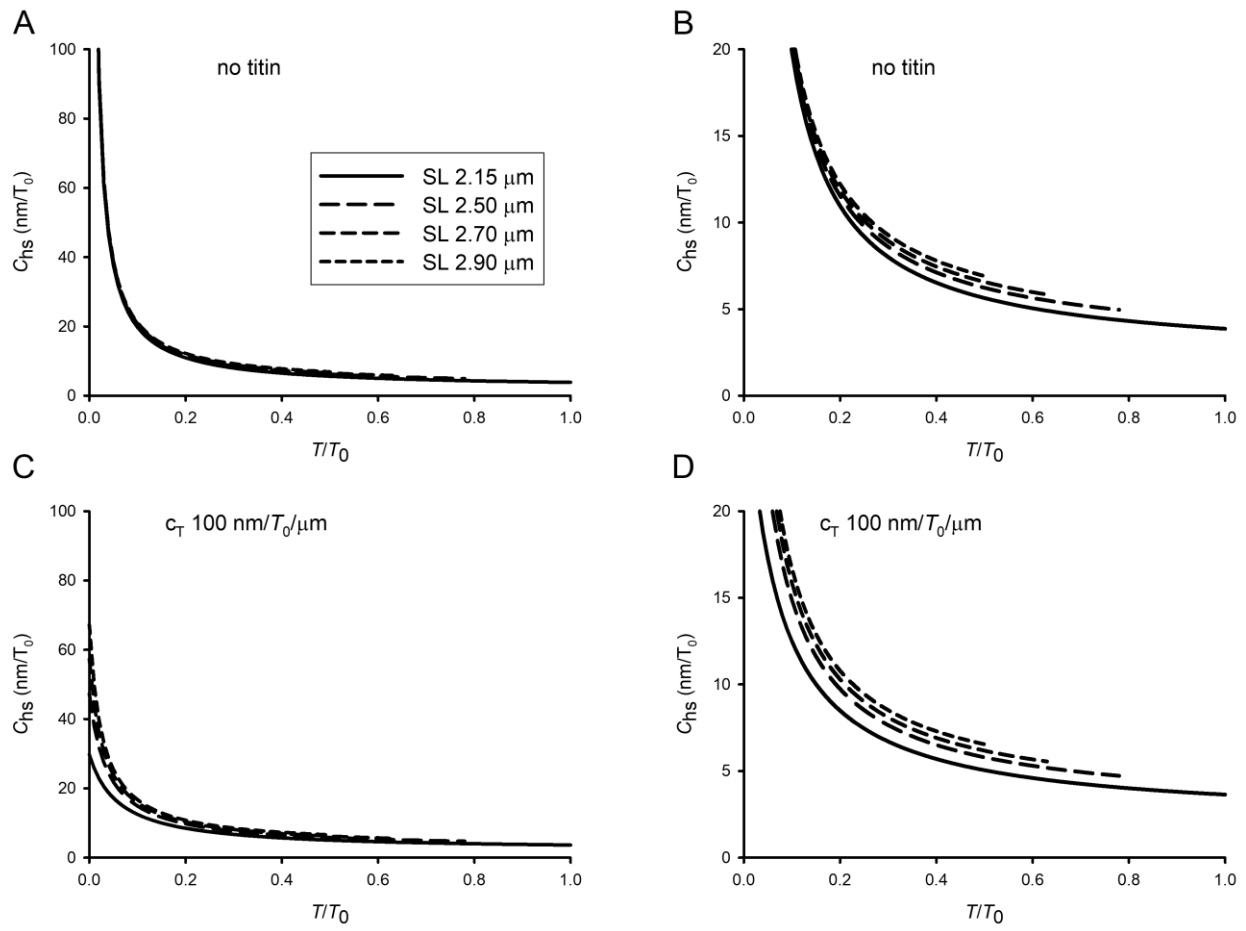 A
no titin
100
80
60
40
20
0
C_hs (nm/T_0)
SL 2.15 μm
SL 2.50 μm
SL 2.70 μm
SL 2.90 μm
0.0 0.2 0.4 0.6 0.8 1.0
T/T_0
B
no titin
20
15
10
5
0
C_hs (nm/T_0)
0.0 0.2 0.4 0.6 0.8 1.0
T/T_0
C
c_T 100 nm/T_0/μm
100
80
60
40
20
0
C_hs (nm/T_0)
0.0 0.2 0.4 0.6 0.8 1.0
T/T_0
D
c_T 100 nm/T_0/μm
20
15
10
5
0
C_hs (nm/T_0)
0.0 0.2 0.4 0.6 0.8 1.0
T/T_0